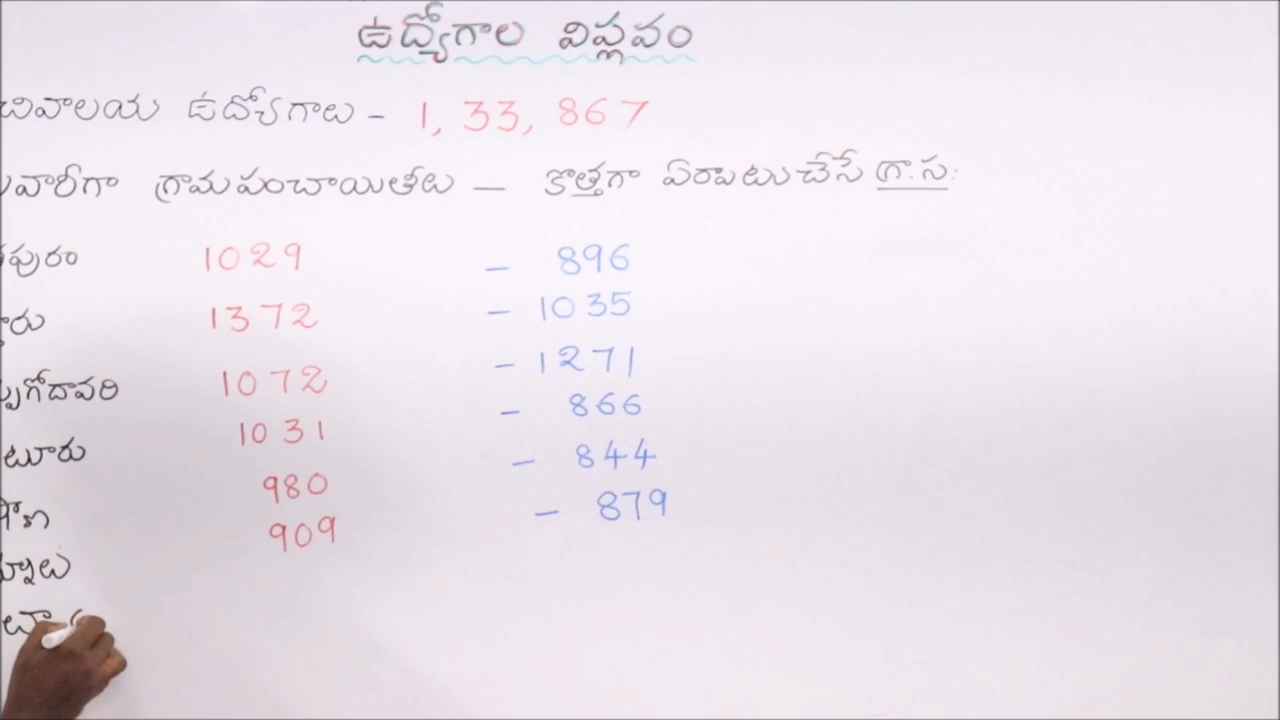 ఉద్యోగాల విప్లవం
చివాలయ ఉద్యోగాలు - 1, 33, 867
వారీగా గ్రామపంచాయితీలు - కొత్తగా ఏరాపటుచేసే గ్రా.స:
పురం 1029 - 896
రు 1372 - 1035
గోదావరి 1072 - 1271
టూరు 1031 - 866
980 - 844
909 - 879